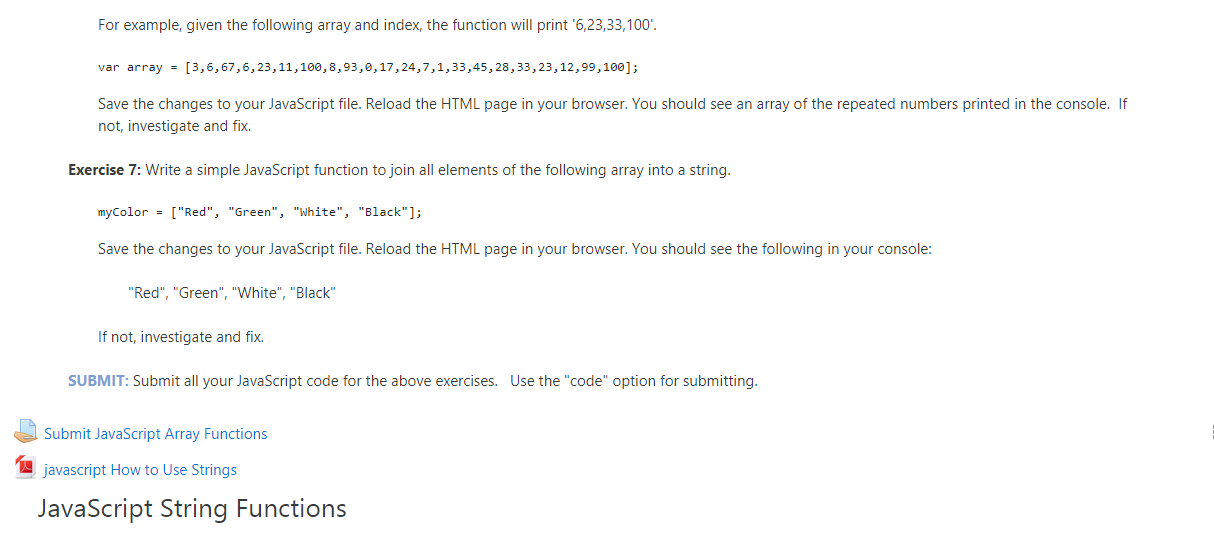 For example, given the following array and index, the function will print '6,23,33,100'.
var array = [3,6,67,6,23,11,100,8,93,0,17,24,7,1,33,45,28,33,23,12,99,100];
Save the changes to your JavaScript file. Reload the HTML page in your browser. You should see an array of the repeated numbers printed in the console.  If
not, investigate and fix.
Exercise 7: Write a simple JavaScript function to join all elements of the following array into a string.
myColor = ["Red", "Green", "White", "Black"];
Save the changes to your JavaScript file. Reload the HTML page in your browser. You should see the following in your console:
"Red", "Green", "White", "Black"
If not, investigate and fix.
SUBMIT: Submit all your JavaScript code for the above exercises.   Use the "code" option for submitting.
Submit JavaScript Array Functions
javascript How to Use Strings
JavaScript String Functions